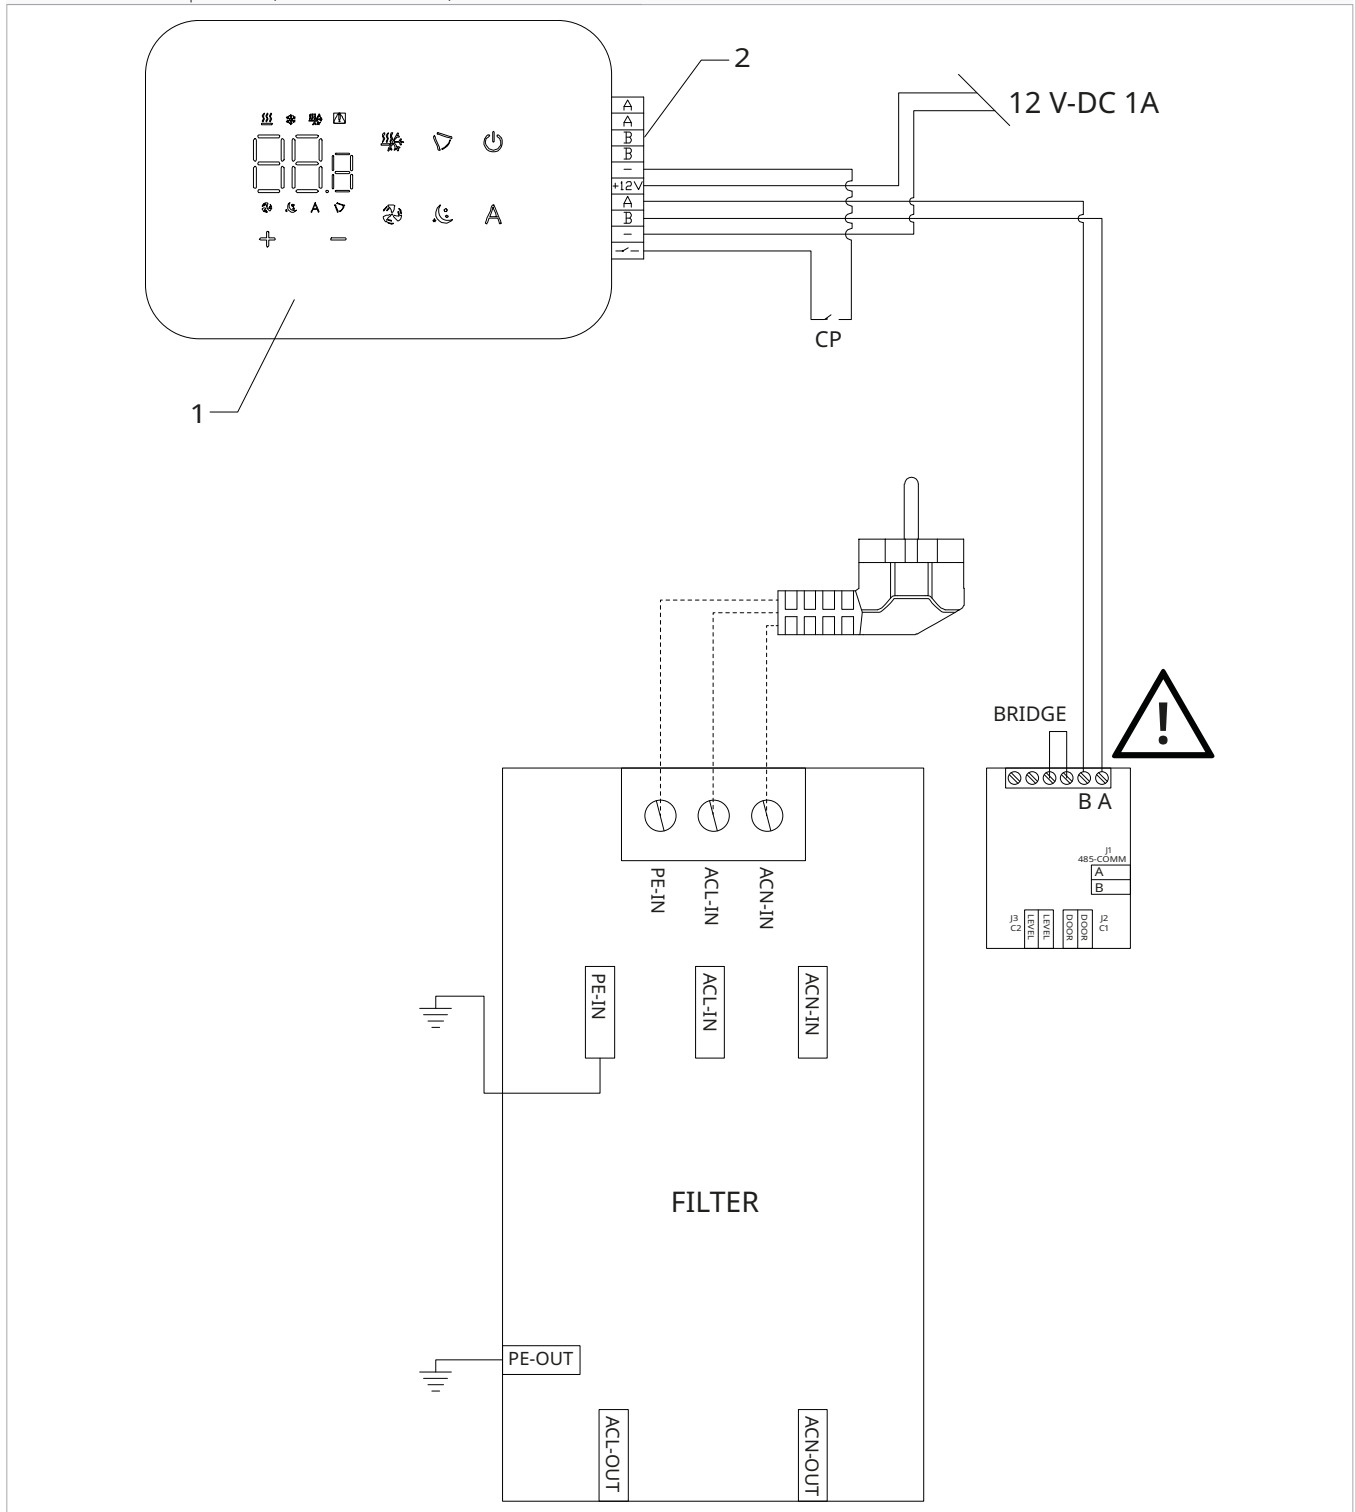 2
12 V-DC 1A
A
A
B
B
-
+12V
A
B
-
A
A
CP
1
BRIDGE
!
B A
J1
485-COMM
A
B
J3
C2
LEVEL
LEVEL
DOOR
DOOR
J2
C1
PE-IN
ACL-IN
ACN-IN
PE-IN
ACL-IN
ACN-IN
FILTER
PE-OUT
ACL-OUT
ACN-OUT